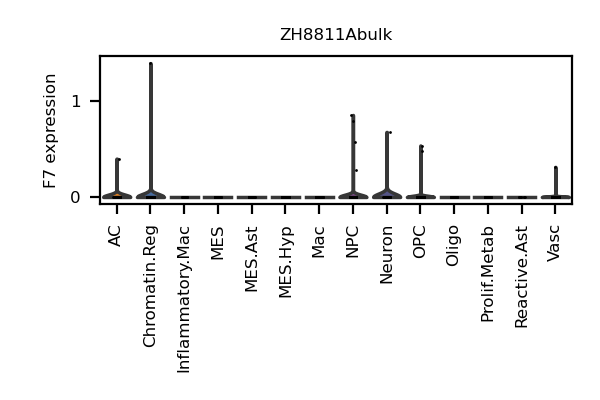 ZH8811Abulk
F7 expression
1
0
AC
Chromatin.Reg
Inflammatory.Mac
MES
MES.Ast
MES.Hyp
Mac
NPC
Neuron
OPC
Oligo
Prolif.Metab
Reactive.Ast
Vasc